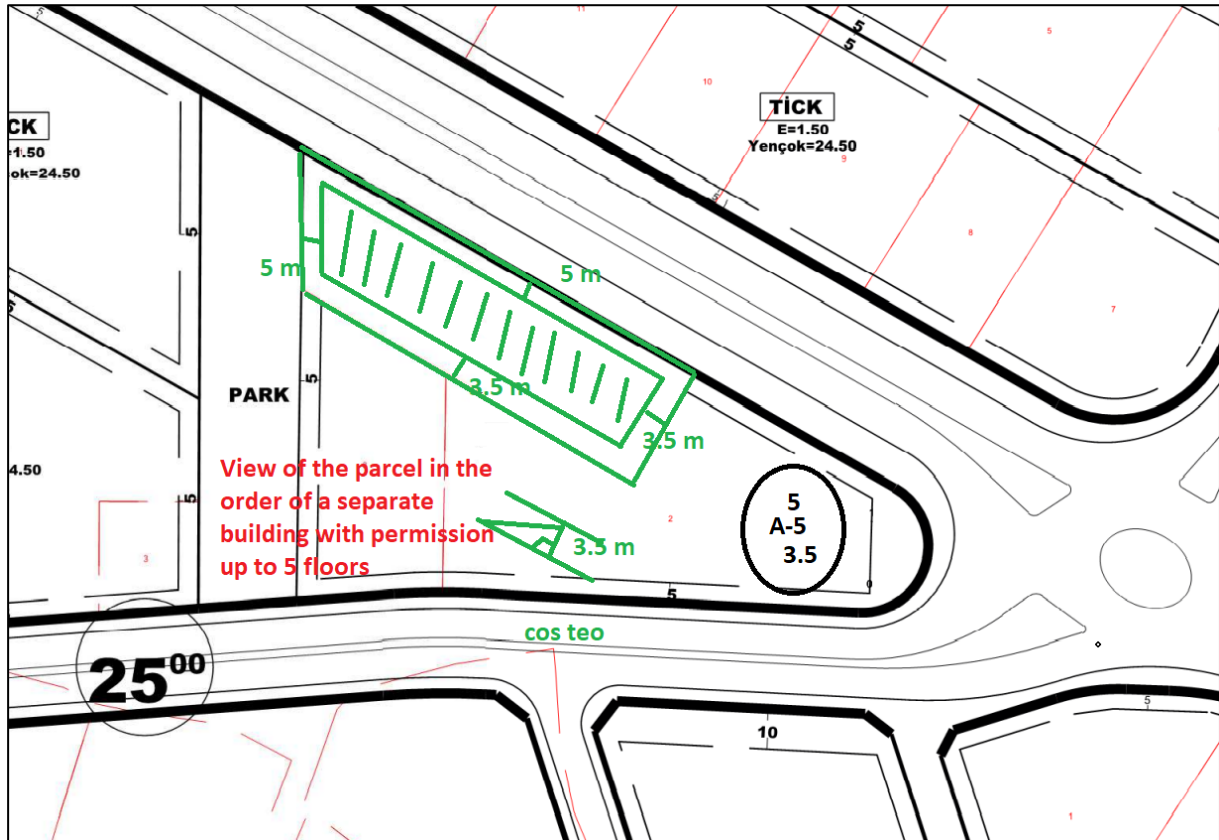 11
5
10
5
5
TİCK
E=1.50
Yençok=24.50
9
5
8
7
CK
=1.50
ok=24.50
5
5 m
5 m
5
PARK
3.5 m
3.5 m
4.50
5
View of the parcel in the
order of a separate
building with permission
up to 5 floors
3.5 m
2
5
A-5
3.5
1
0
3
5
cos teo
25⁰⁰
10
5
1